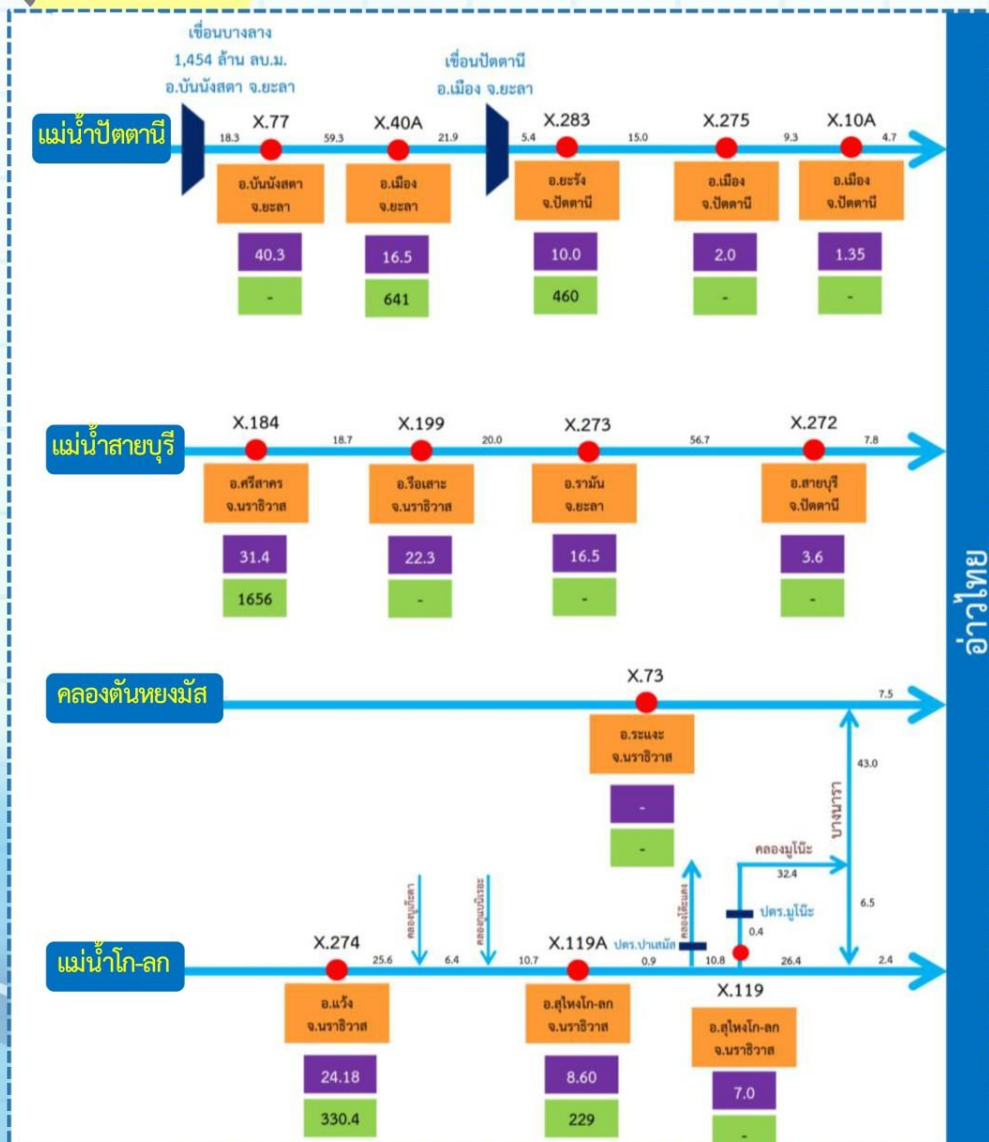 เขื่อนบางลาง
1,454 ล้าน ลบ.ม.
อ.บันนังสตา จ.ยะลา
เขื่อนปัตตานี
อ.เมือง จ.ยะลา
แม่น้ำปัตตานี
18.3
X.77
59.3
X.40A
21.9
5.4
X.283
15.0
X.275
9.3
X.10A
4.7
อ.บันนังสตา
จ.ยะลา
อ.เมือง
จ.ยะลา
อ.ยะรัง
จ.ปัตตานี
อ.เมือง
จ.ปัตตานี
อ.เมือง
จ.ปัตตานี
40.3
16.5
10.0
2.0
1.35
-
641
460
-
-
แม่น้ำสายบุรี
X.184
18.7
X.199
20.0
X.273
56.7
X.272
7.8
อ.ศรีสาคร
จ.นราธิวาส
อ.รือเสาะ
จ.นราธิวาส
อ.รามัน
จ.ยะลา
อ.สายบุรี
จ.ปัตตานี
31.4
22.3
16.5
3.6
1656
-
-
-
อ่าวไทย
คลองตันหยงมัส
X.73
7.5
อ.ระแงะ
จ.นราธิวาส
-
-
43.0
บางนารา
คลองมูโน๊ะ
32.4
ปตร.มูโน๊ะ
0.4
6.5
คลองโต๊ะแดง
ปตร.ปาเสมัส
แม่น้ำโก-ลก
X.274
25.6
6.4
10.7
X.119A
0.9
10.8
26.4
2.4
X.119
อ.แว้ง
จ.นราธิวาส
อ.สุไหงโก-ลก
จ.นราธิวาส
อ.สุไหงโก-ลก
จ.นราธิวาส
24.18
8.60
7.0
330.4
229
-